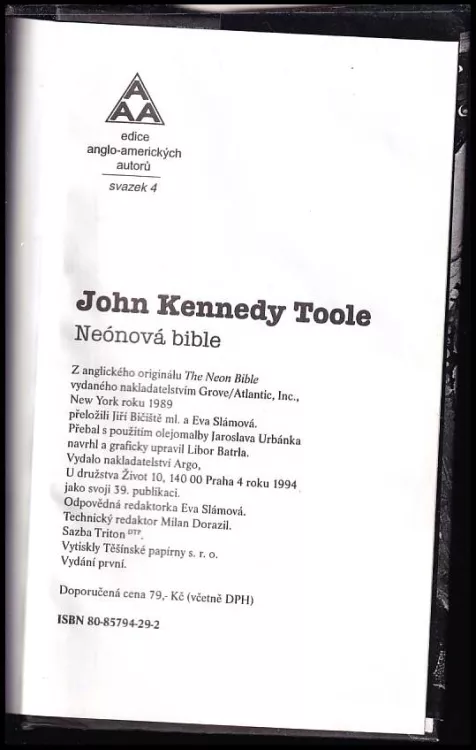 A
AA
edice
anglo-amerických
autorů
svazek 4
John Kennedy Toole
Neónová bible
Z anglického originálu The Neon Bible
vydaného nakladatelstvím Grove/Atlantic, Inc.,
New York roku 1989
přeložili Jiří Bičiště ml. a Eva Slámová.
Přebal s použitím olejomalby Jaroslava Urbánka
navrhl a graficky upravil Libor Batrla.
Vydalo nakladatelství Argo,
U družstva Život 10, 140 00 Praha 4 roku 1994
jako svoji 39. publikaci.
Odpovědná redaktorka Eva Slámová.
Technický redaktor Milan Dorazil.
Sazba Triton DTP.
Vytiskly Těšínské papírny s. r. o.
Vydání první.
Doporučená cena 79,- Kč (včetně DPH)
ISBN 80-85794-29-2